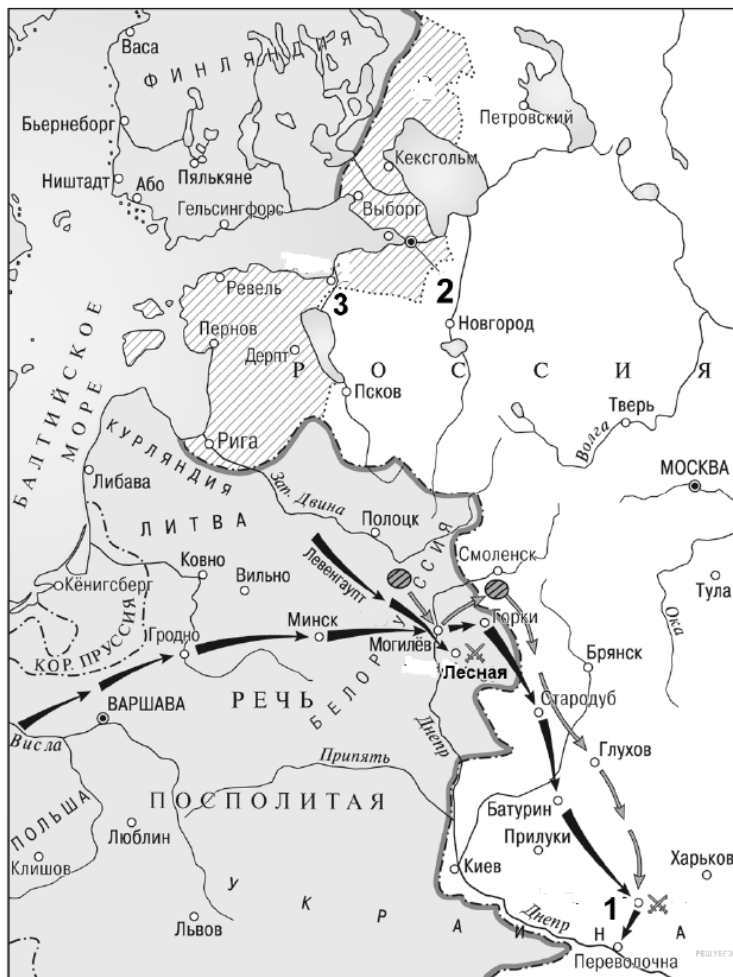 Васа
ФИНЛЯНДИЯ
Петровский
Бьернеборг
Кексгольм
Пялькяне
Ништадт
Або
Выборг
Гельсингфорс
2
Ревель
3
Новгород
Пернов
Дерпт
РОССИЯ
Псков
БАЛТИЙСКОЕ
МОРЕ
Тверь
Волга
Рига
КУРЛЯНДИЯ
МОСКВА
Либава
Зап. Двина
Полоцк
ЛИТВА
Смоленск
Ковно
Левенгаупт
Кёнигсберг
Вильно
Тула
Ока
БЕЛОРУССИЯ
Минск
Горки
Гродно
Могилёв
КОР. ПРУССИЯ
Брянск
Лесная
РЕЧЬ
Стародуб
ВАРШАВА
Висла
Днепр
Глухов
Припять
ПОСПОЛИТАЯ
Батурин
ПОЛЬША
Люблин
Прилуки
Харьков
Клишов
Киев
УКРАИНА
1
Львов
Днепр
Переволочна
РЕШУЕГЭ